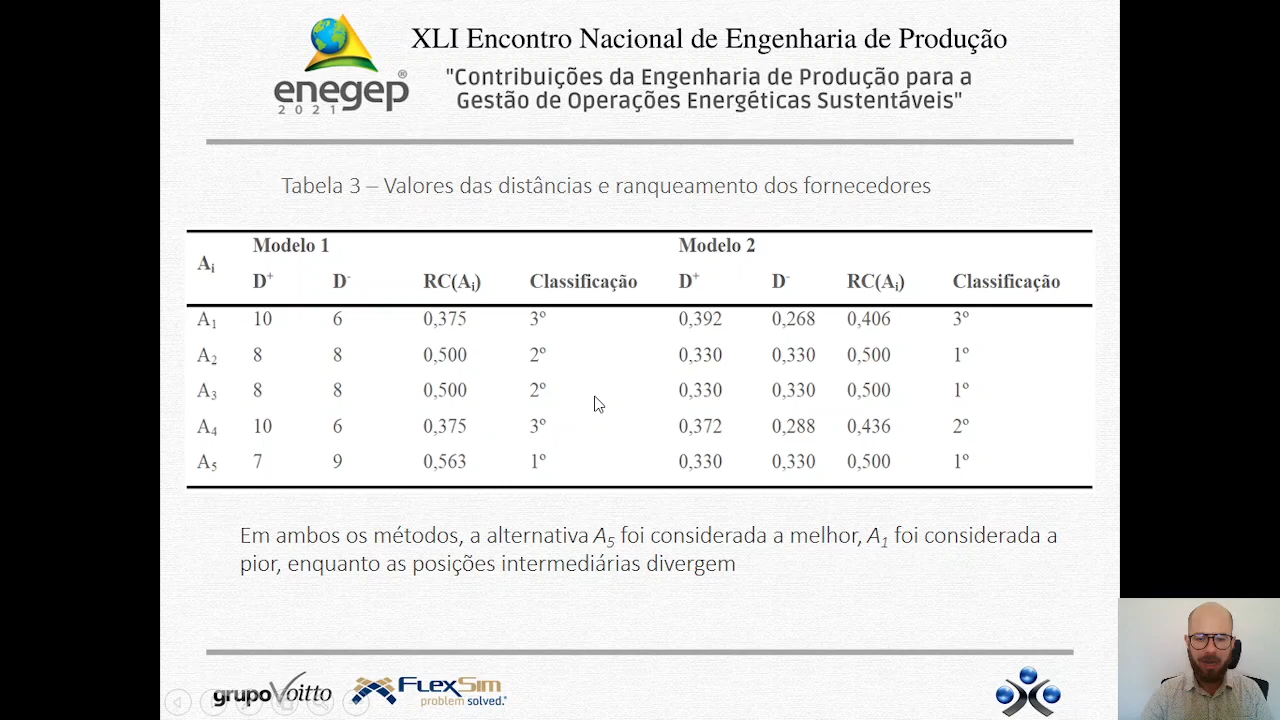 XLI Encontro Nacional de Engenharia de Produção
"Contribuições da Engenharia de Produção para a
Gestão de Operações Energéticas Sustentáveis"
enegep®
2021
Tabela 3 – Valores das distâncias e ranqueamento dos fornecedores
Modelo 1 Modelo 2
Ai D+ D- RC(Ai) Classificação D+ D- RC(Ai) Classificação
A1 10 6 0,375 3º 0,392 0,268 0,406 3º
A2 8 8 0,500 2º 0,330 0,330 0,500 1º
A3 8 8 0,500 2º 0,330 0,330 0,500 1º
A4 10 6 0,375 3º 0,372 0,288 0,436 2º
A5 7 9 0,563 1º 0,330 0,330 0,500 1º
Em ambos os métodos, a alternativa A5 foi considerada a melhor, A1 foi considerada a
pior, enquanto as posições intermediárias divergem
grupoVoitto
FlexSim
problem solved.®